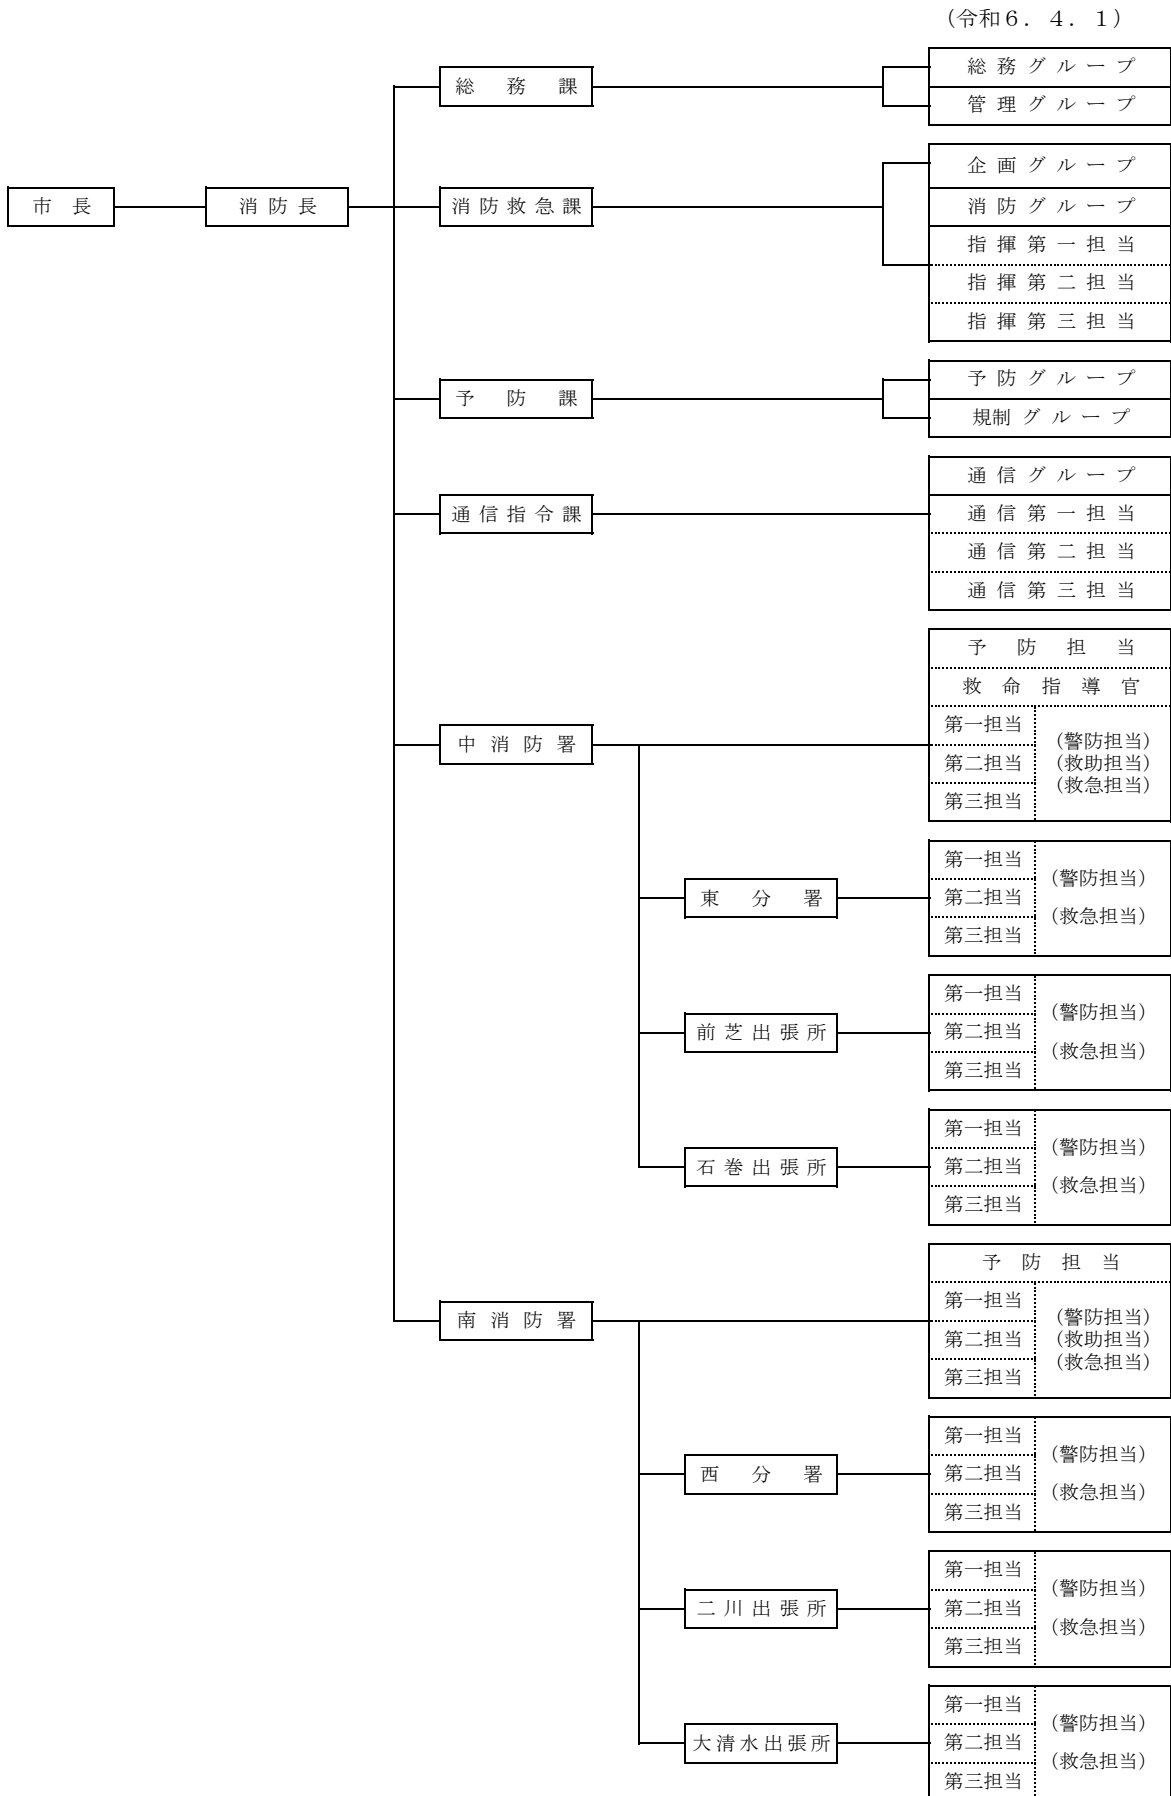 （令和６．４．１）
市長
消防長
総務課
総務グループ
管理グループ
消防救急課
企画グループ
消防グループ
指揮第一担当
指揮第二担当
指揮第三担当
予防課
予防グループ
規制グループ
通信指令課
通信グループ
通信第一担当
通信第二担当
通信第三担当
中消防署
予防担当
救命指導官
第一担当
第二担当
第三担当
（警防担当）
（救助担当）
（救急担当）
東分署
第一担当
第二担当
第三担当
（警防担当）
（救急担当）
前芝出張所
第一担当
第二担当
第三担当
（警防担当）
（救急担当）
石巻出張所
第一担当
第二担当
第三担当
（警防担当）
（救急担当）
南消防署
予防担当
第一担当
第二担当
第三担当
（警防担当）
（救助担当）
（救急担当）
西分署
第一担当
第二担当
第三担当
（警防担当）
（救急担当）
二川出張所
第一担当
第二担当
第三担当
（警防担当）
（救急担当）
大清水出張所
第一担当
第二担当
第三担当
（警防担当）
（救急担当）